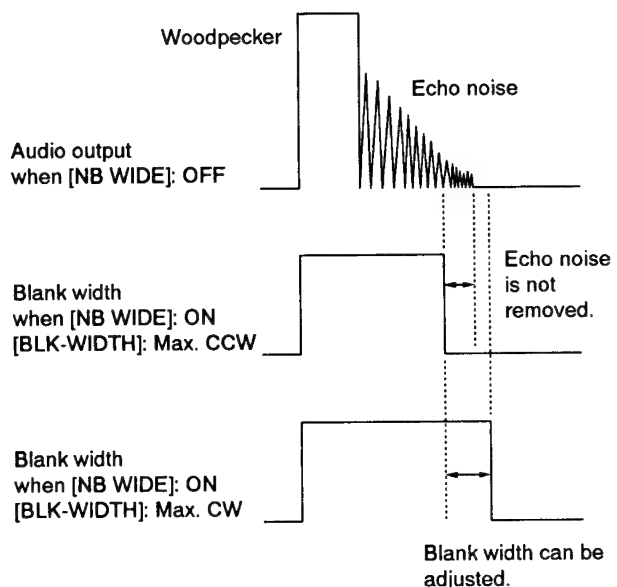 Woodpecker
Echo noise
Audio output
when [NB WIDE]: OFF
Echo noise
is not
removed.
Blank width
when [NB WIDE]: ON
[BLK-WIDTH]: Max. CCW
Blank width
when [NB WIDE]: ON
[BLK-WIDTH]: Max. CW
Blank width can be
adjusted.